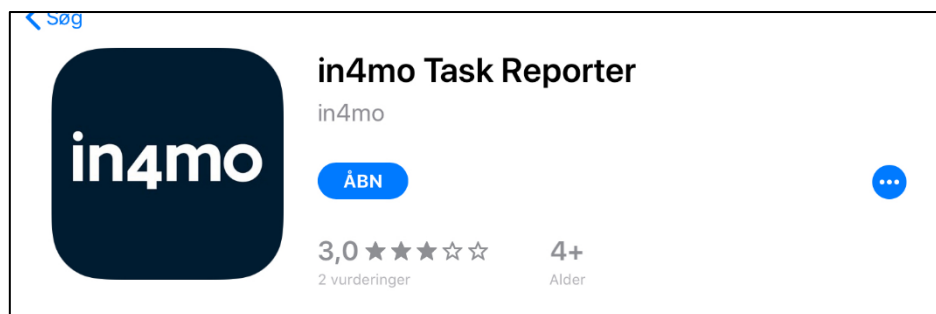 Søg
in4mo
in4mo Task Reporter
in4mo
ÅBN
3,0
4+
2 vurderinger
Alder